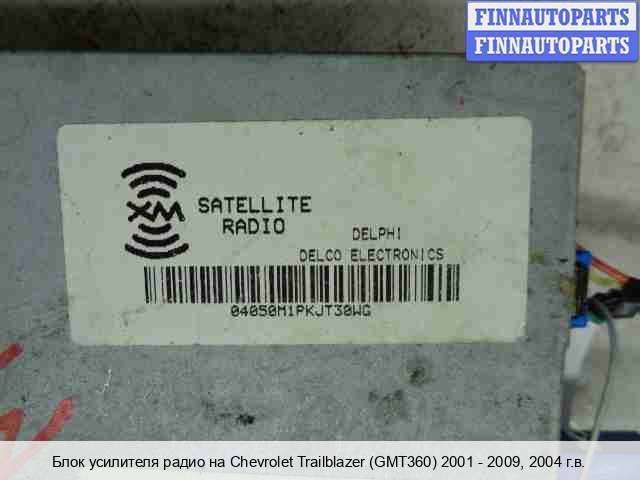 FINNAUTOPARTS
FINNAUTOPARTS
XM
SATELLITE
RADIO
DELPHI
DELCO ELECTRONICS
04050M1PKJT30WG
Блок усилителя радио на Chevrolet Trailblazer (GMT360) 2001 - 2009, 2004 г.в.